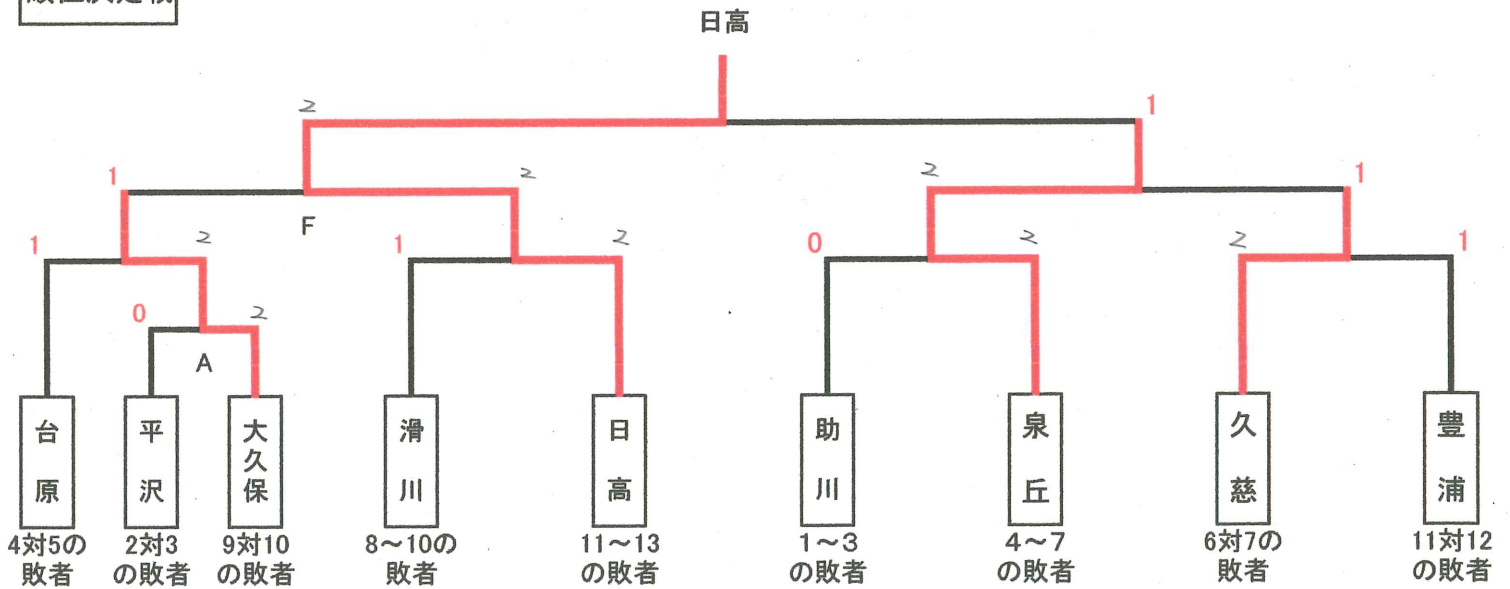 日高
2 1
1 2 2 1
F
1 2 1 2 0 2 2 1
0 2
A
台原 平沢 大久保 滑川 日高 助川 泉丘 久慈 豊浦
4対5の 2対3 9対10 8～10の 11～13 1～3 4～7 6対7の 11対12
敗者 の敗者 の敗者 敗者 の敗者 の敗者 の敗者 敗者 の敗者